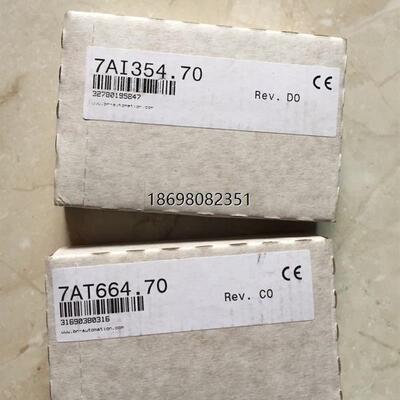 7AI354.70
32780195847
www.br-automation.com
Rev. D0
CE
18698082351
7AT664.70
31690380316
www.br-automation.com
Rev. C0
CE